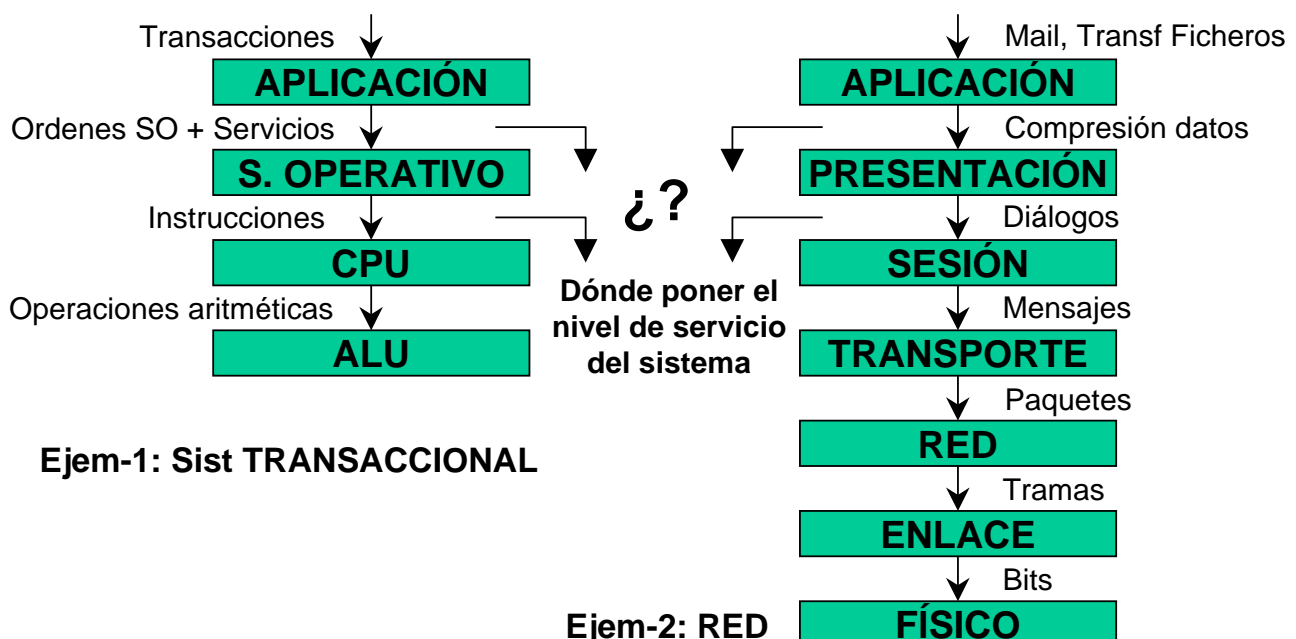 Transacciones
APLICACIÓN
Ordenes SO + Servicios
S. OPERATIVO
Instrucciones
CPU
Operaciones aritméticas
ALU
Ejem-1: Sist TRANSACCIONAL
¿?
Dónde poner el
nivel de servicio
del sistema
Mail, Transf Ficheros
APLICACIÓN
Compresión datos
PRESENTACIÓN
Diálogos
SESIÓN
Mensajes
TRANSPORTE
Paquetes
RED
Tramas
ENLACE
Bits
FÍSICO
Ejem-2: RED